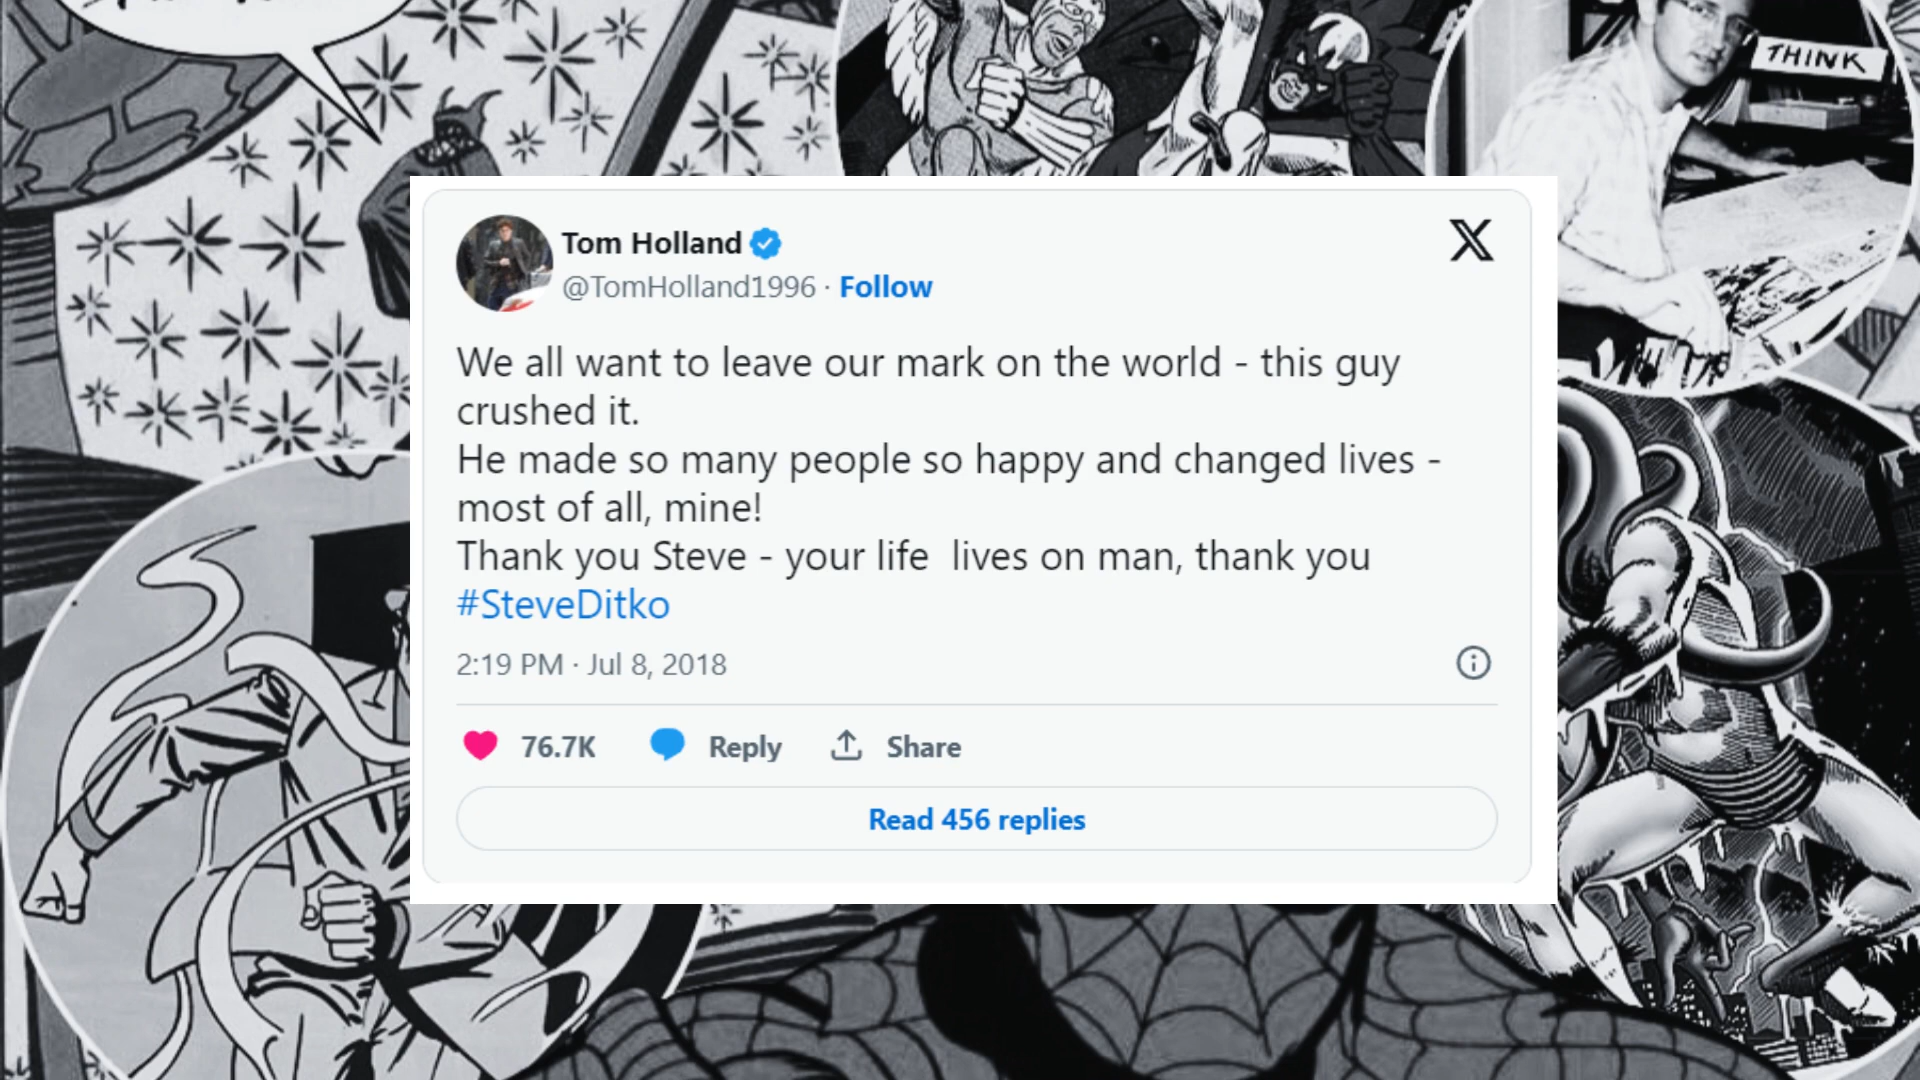 THINK
Tom Holland
@TomHolland1996 · Follow
We all want to leave our mark on the world - this guy
crushed it.
He made so many people so happy and changed lives -
most of all, mine!
Thank you Steve - your life  lives on man, thank you
#SteveDitko
2:19 PM · Jul 8, 2018
76.7K Reply Share
Read 456 replies